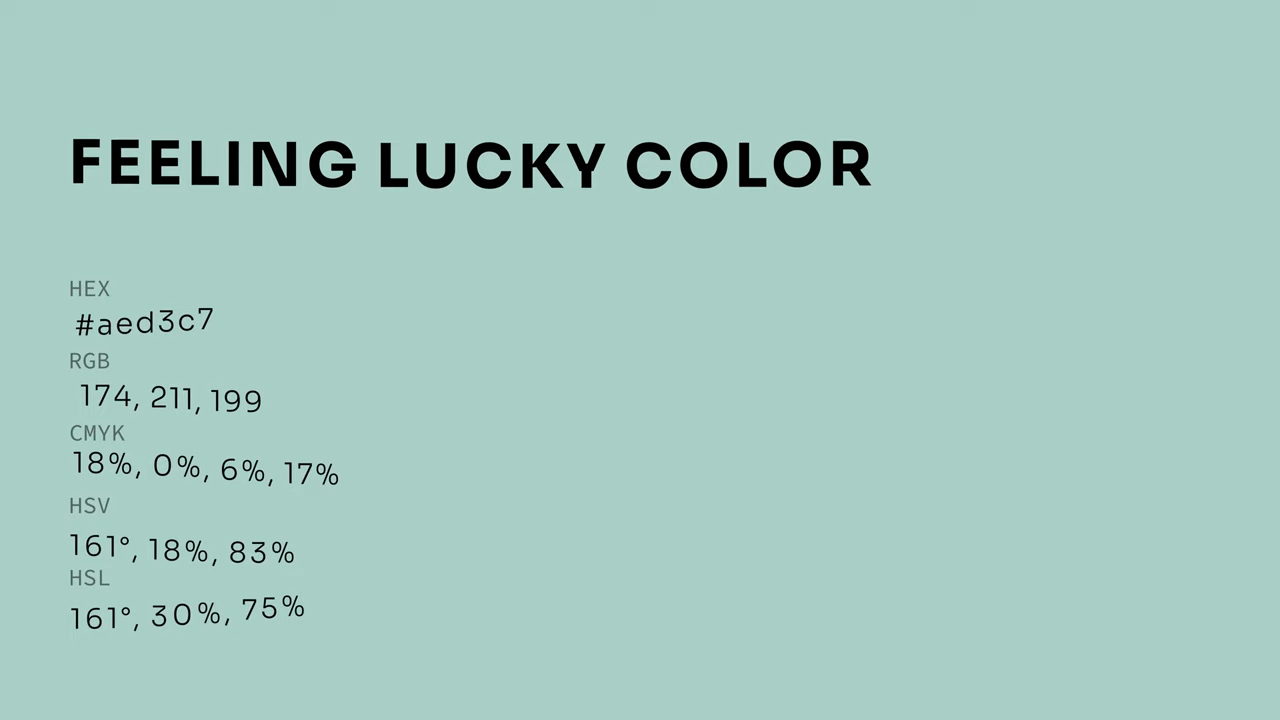 FEELING LUCKY COLOR
HEX
#aed3c7
RGB
174, 211, 199
CMYK
18%, 0%, 6%, 17%
HSV
161°, 18%, 83%
HSL
161°, 30%, 75%